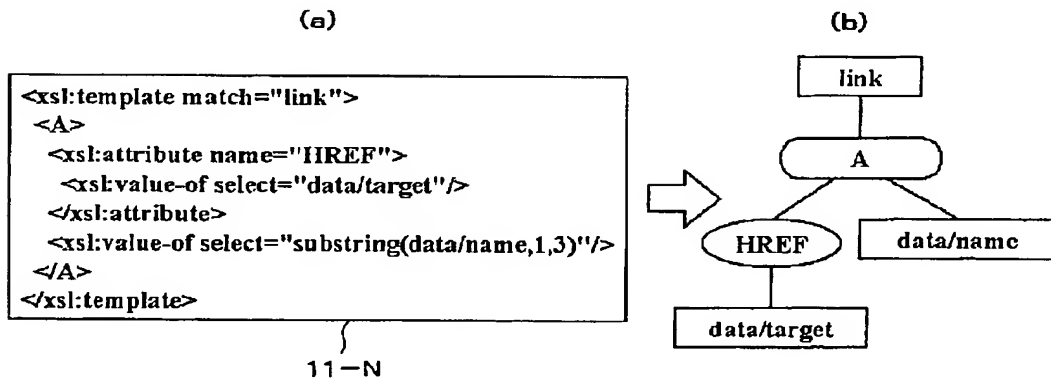 (a)
<xsl:template match="link">
<A>
<xsl:attribute name="HREF">
<xsl:value-of select="data/target"/>
</xsl:attribute>
<xsl:value-of select="substring(data/name,1,3)"/>
</A>
</xsl:template>
11-N
(b)
link
A
HREF
data/name
data/target